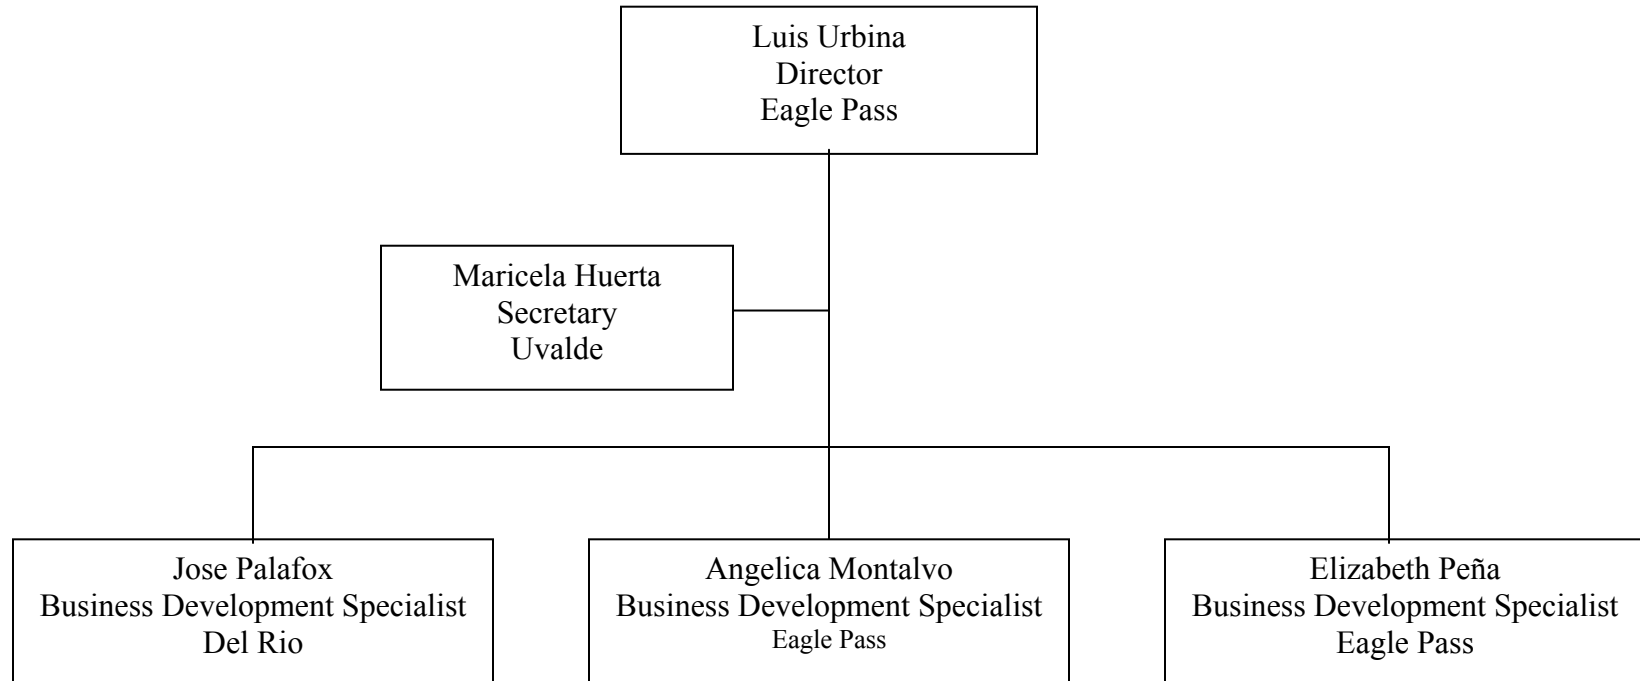 Luis Urbina
Director
Eagle Pass
Maricela Huerta
Secretary
Uvalde
Jose Palafox
Business Development Specialist
Del Rio
Angelica Montalvo
Business Development Specialist
Eagle Pass
Elizabeth Peña
Business Development Specialist
Eagle Pass